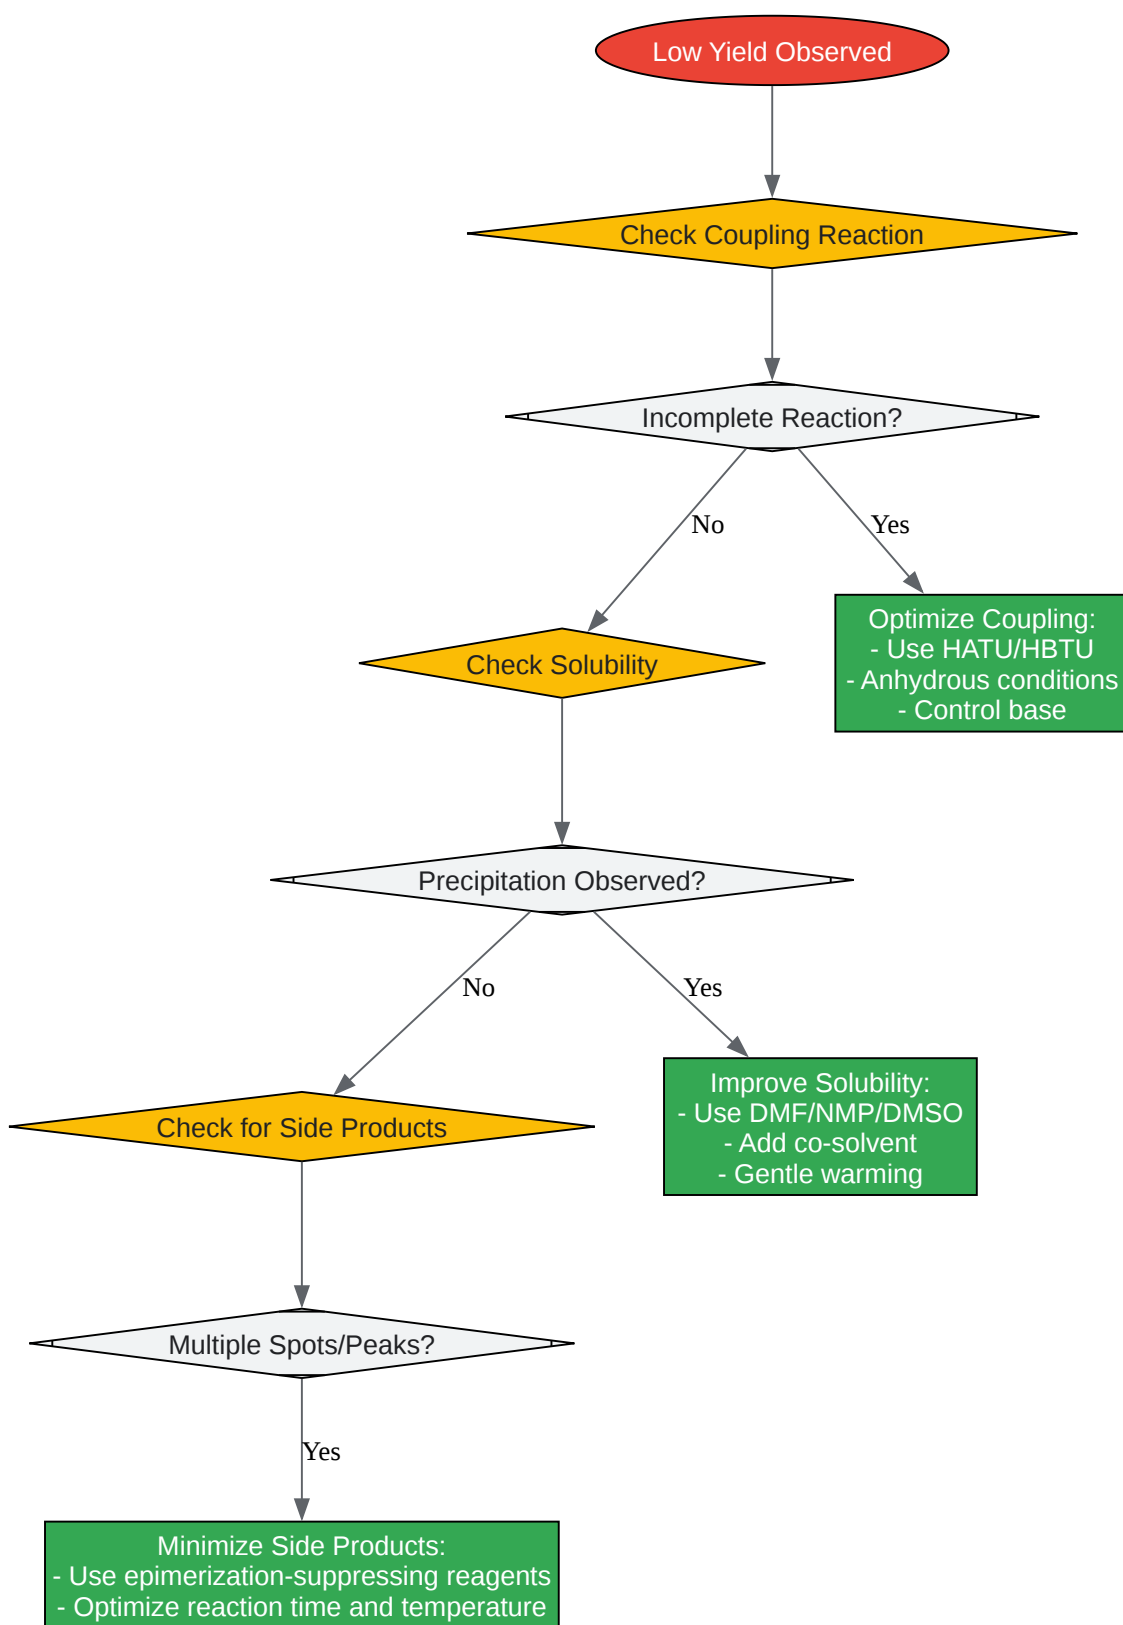 Low Yield Observed
Check Coupling Reaction
Incomplete Reaction?
No
Yes
Optimize Coupling:
- Use HATU/HBTU
- Anhydrous conditions
- Control base
Check Solubility
Precipitation Observed?
No
Yes
Improve Solubility:
- Use DMF/NMP/DMSO
- Add co-solvent
- Gentle warming
Check for Side Products
Multiple Spots/Peaks?
Yes
Minimize Side Products:
- Use epimerization-suppressing reagents
- Optimize reaction time and temperature